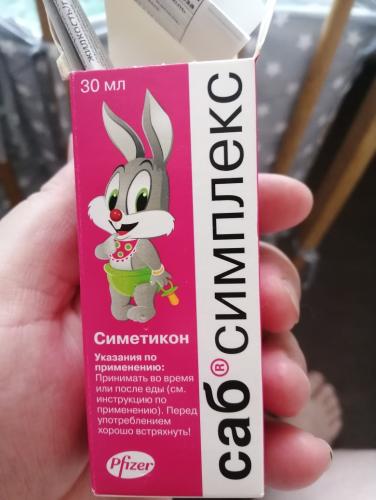 30 мл
саб® симплекс
Симетикон
Указания по
применению:
Принимать во время
или после еды (см.
инструкцию по
применению). Перед
употреблением
хорошо встряхнуть!
Pfizer